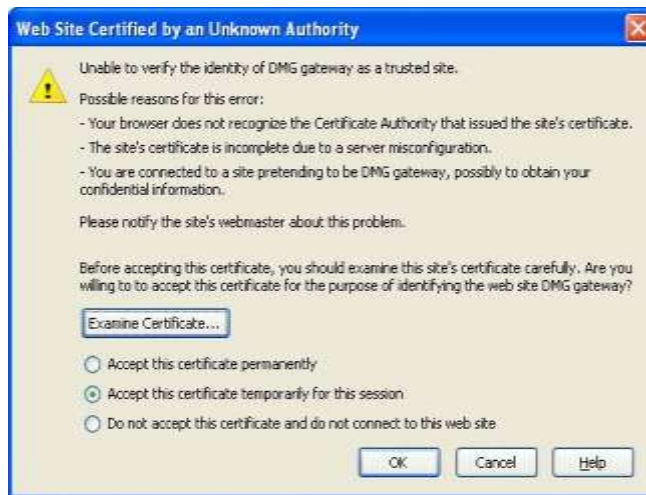 Web Site Certified by an Unknown Authority
Unable to verify the identity of DMG gateway as a trusted site.
Possible reasons for this error:
- Your browser does not recognize the Certificate Authority that issued the site's certificate.
- The site's certificate is incomplete due to a server misconfiguration.
- You are connected to a site pretending to be DMG gateway, possibly to obtain your
confidential information.
Please notify the site's webmaster about this problem.
Before accepting this certificate, you should examine this site's certificate carefully. Are you
willing to to accept this certificate for the purpose of identifying the web site DMG gateway?
Examine Certificate...
Accept this certificate permanently
Accept this certificate temporarily for this session
Do not accept this certificate and do not connect to this web site
OK Cancel Help